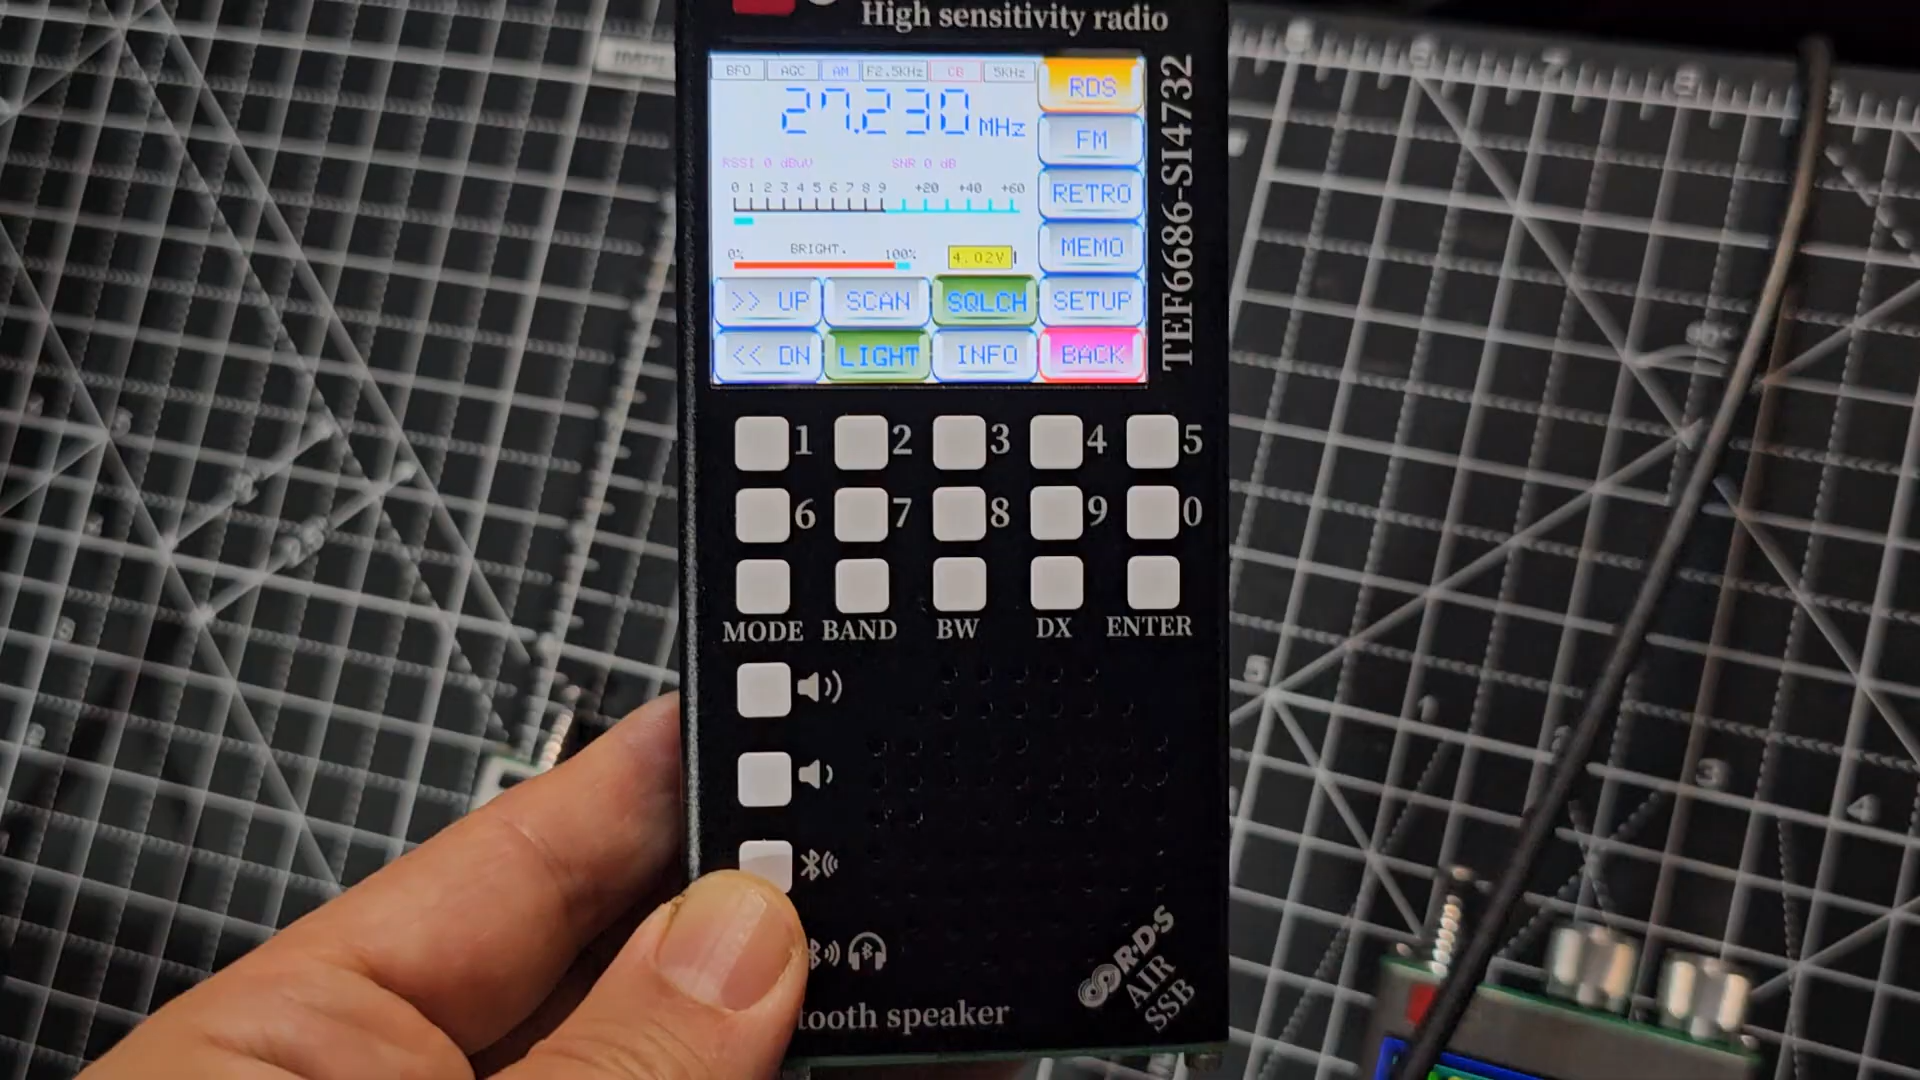 High sensitivity radio
TEF6686-SI4732
BFO AGC AM F2.5KHz CB 5KHz
27.230 MHz
RSSI 0 dBuV SNR 0 dB
0 1 2 3 4 5 6 7 8 9 +20 +40 +60
0% BRIGHT. 100%
4.02V
RDS
FM
RETRO
MEMO
>> UP SCAN SQLCH SETUP
<< DN LIGHT INFO BACK
1 2 3 4 5
6 7 8 9 0
MODE BAND BW DX ENTER
R·D·S
AIR
SSB
tooth speaker
5
3
4